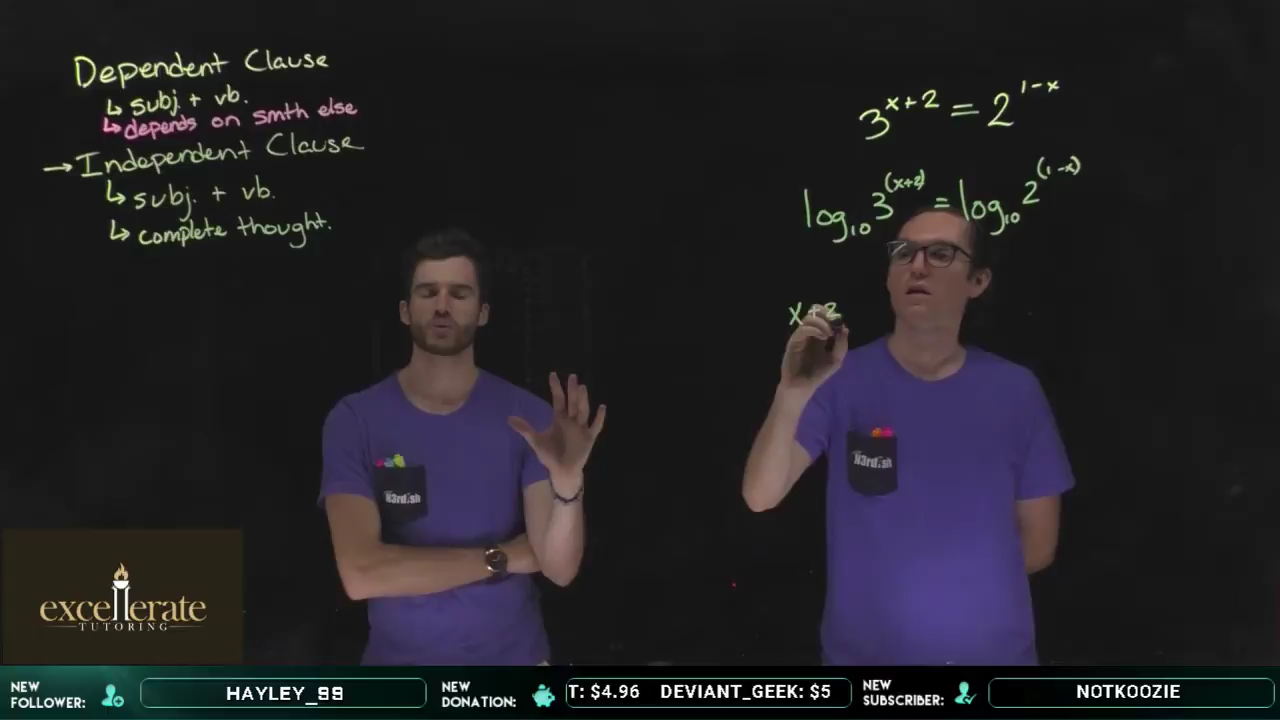 Dependent Clause
↳ subj. + vb.
↳ depends on smth else
→ Independent Clause
↳ subj. + vb.
↳ complete thought.
3^(x+2) = 2^(1-x)
log₁₀ 3^((x+2)) = log₁₀ 2^((1-x))
x+2
N3rdish
N3rdish
excellerate
TUTORING
NEW FOLLOWER:
HAYLEY_99
NEW DONATION:
T: $4.96 DEVIANT_GEEK: $5
NEW SUBSCRIBER:
NOTKOOZIE